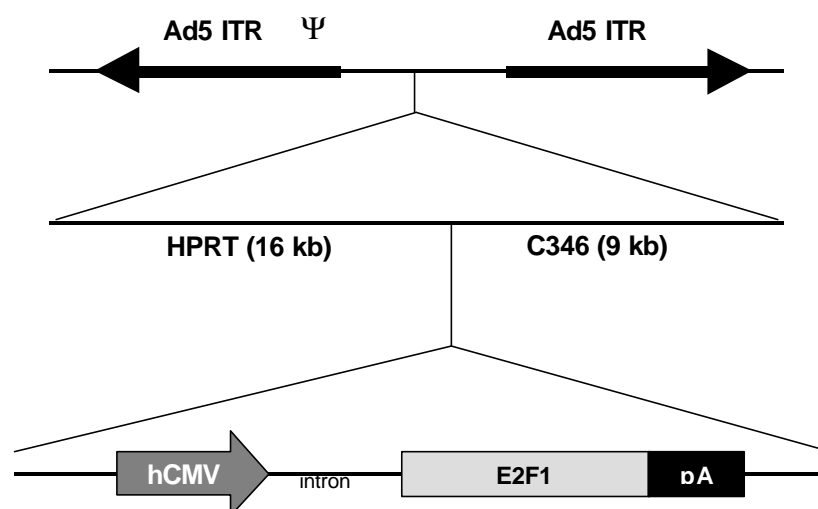 Ad5 ITR Ψ Ad5 ITR
HPRT (16 kb) C346 (9 kb)
hCMV intron E2F1 pA